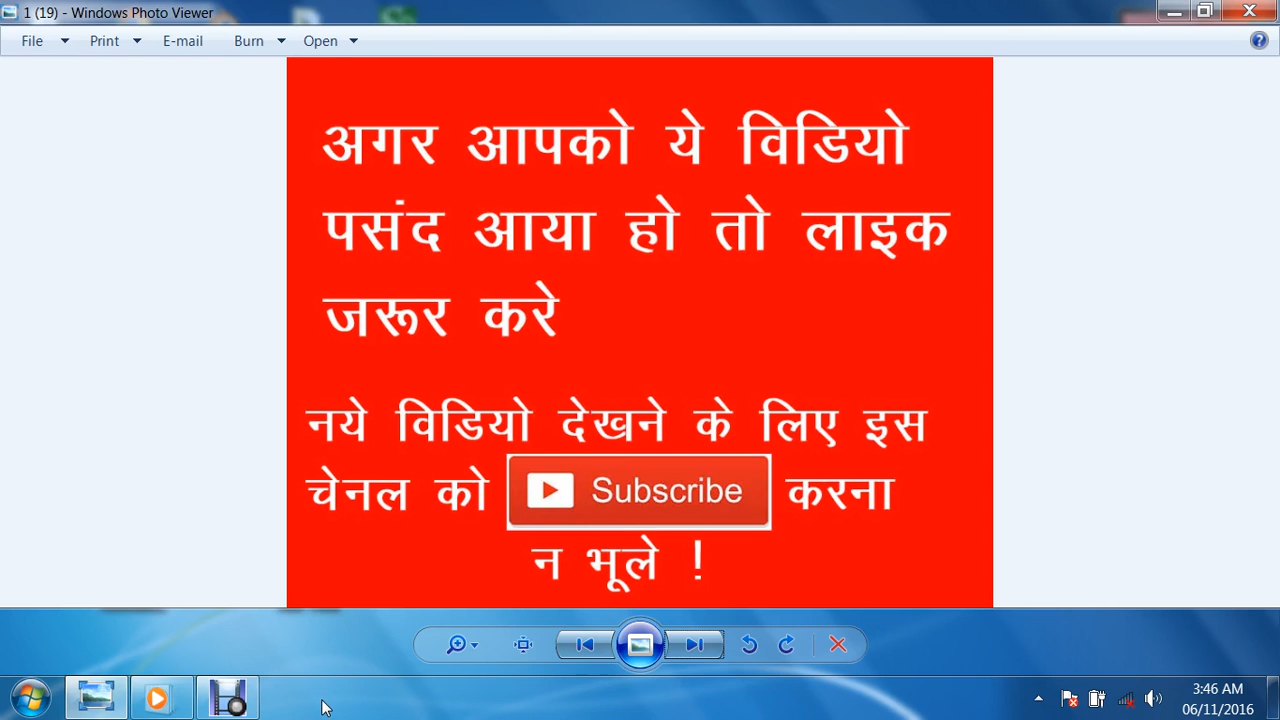 1 (19) - Windows Photo Viewer
File Print E-mail Burn Open
अगर आपको ये विडियो
पसंद आया हो तो लाइक
जरूर करे
नये विडियो देखने के लिए इस
चेनल को Subscribe करना
न भूले !
3:46 AM
06/11/2016